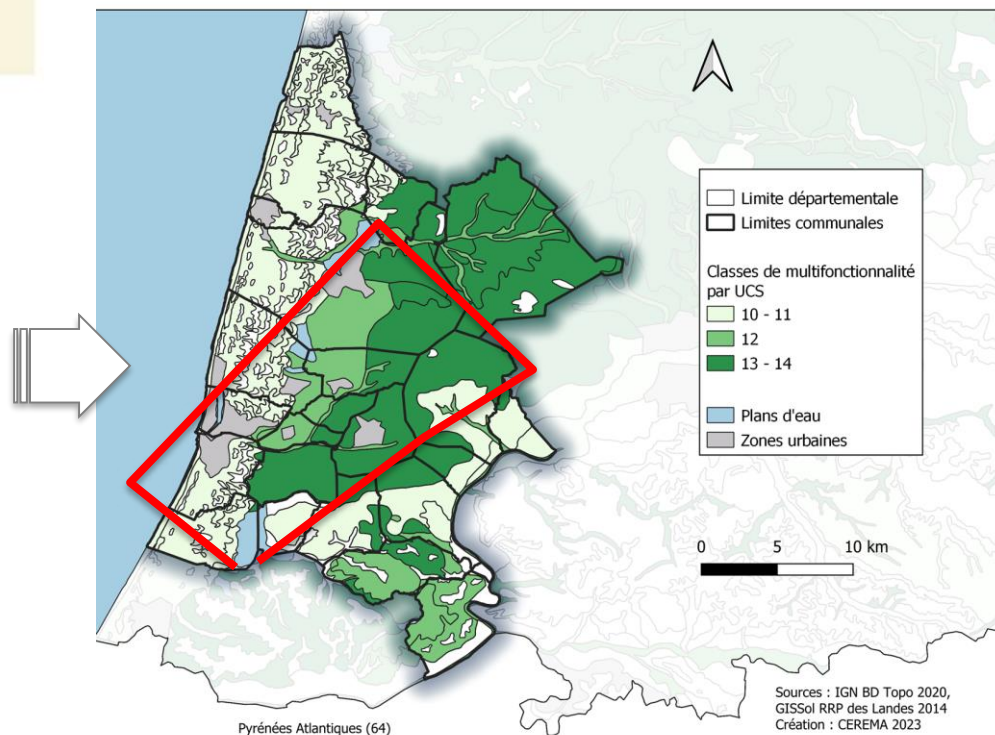 Limite départementale
Limites communales
Classes de multifonctionnalité
par UCS
10 - 11
12
13 - 14
Plans d'eau
Zones urbaines
0 5 10 km
Sources : IGN BD Topo 2020,
GISSol RRP des Landes 2014
Création : CEREMA 2023
Pyrénées Atlantiques (64)